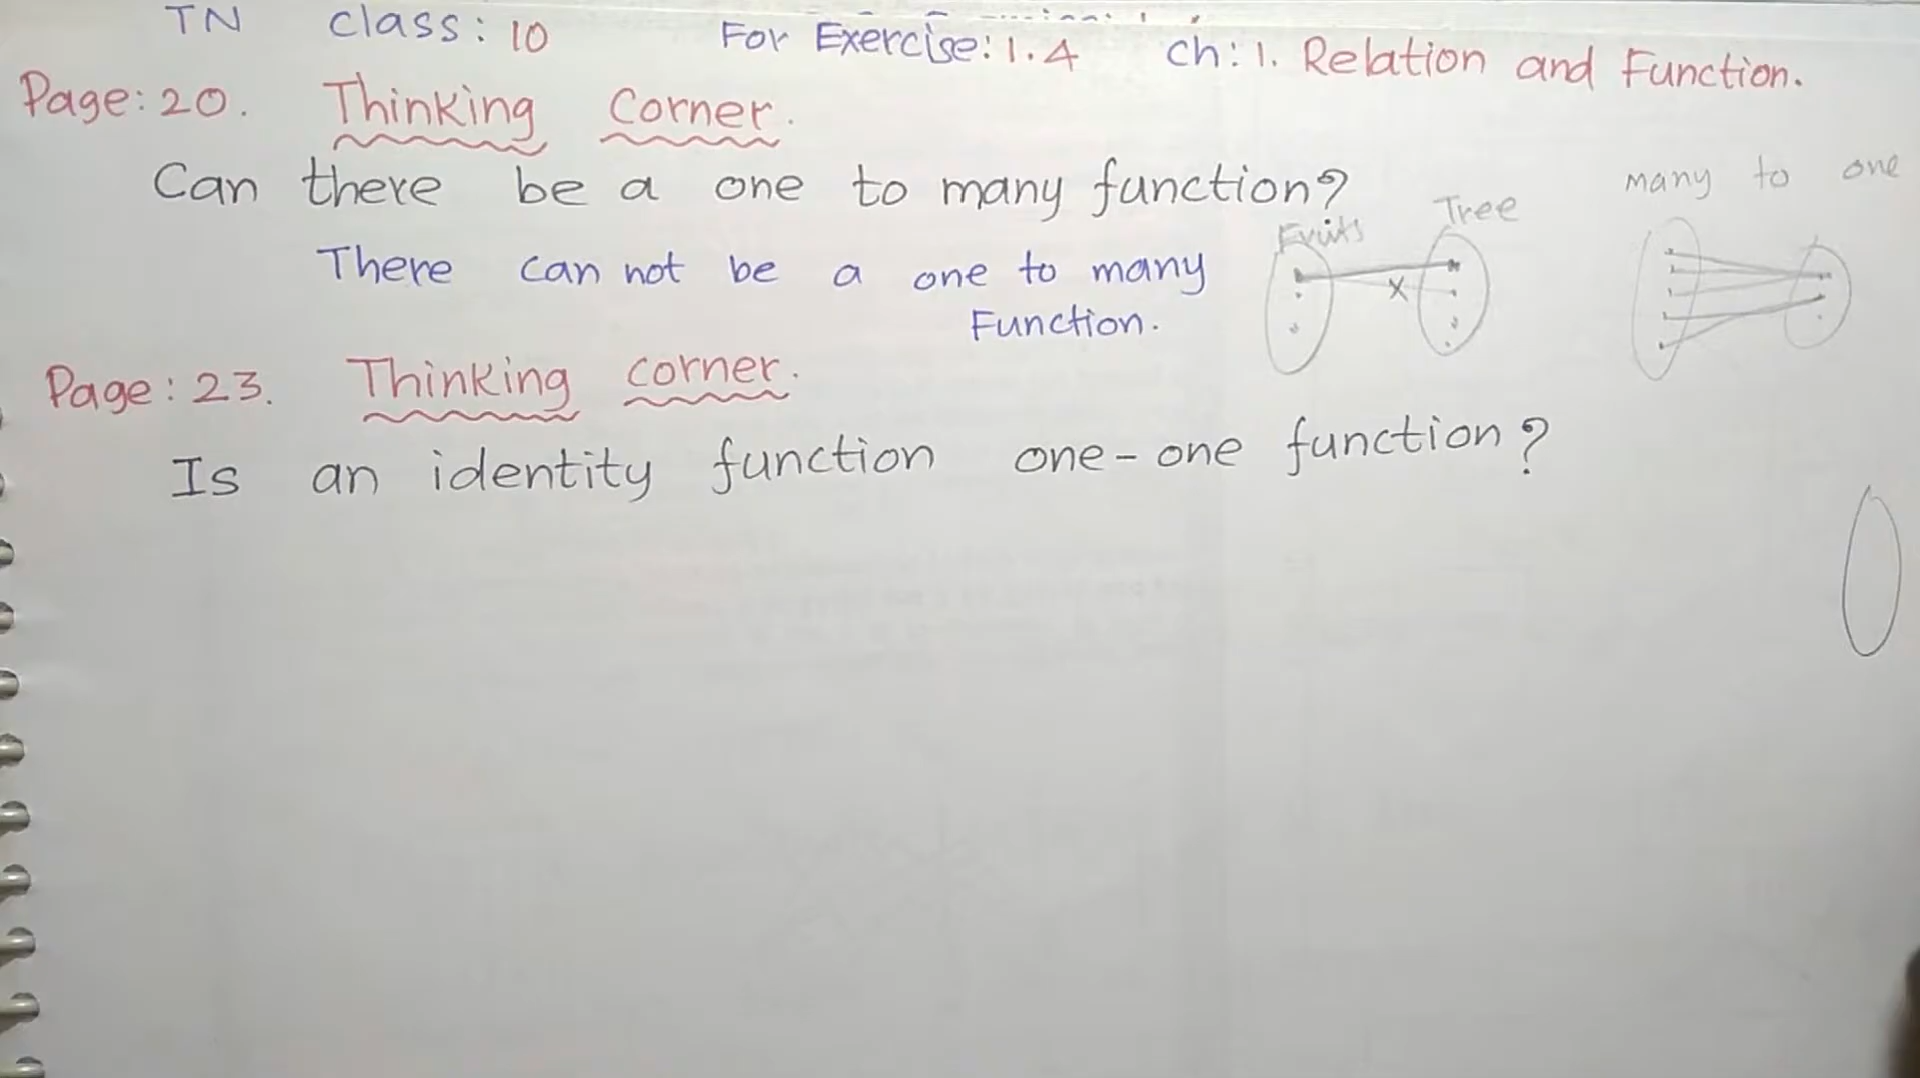 TN class: 10 For Exercise: 1.4 ch: 1. Relation and Function.
Page: 20. Thinking Corner.
Can there be a one to many function?
many to one
Fruits Tree
There can not be a one to many
x
Function.
Page: 23. Thinking corner.
Is an identity function one-one function?